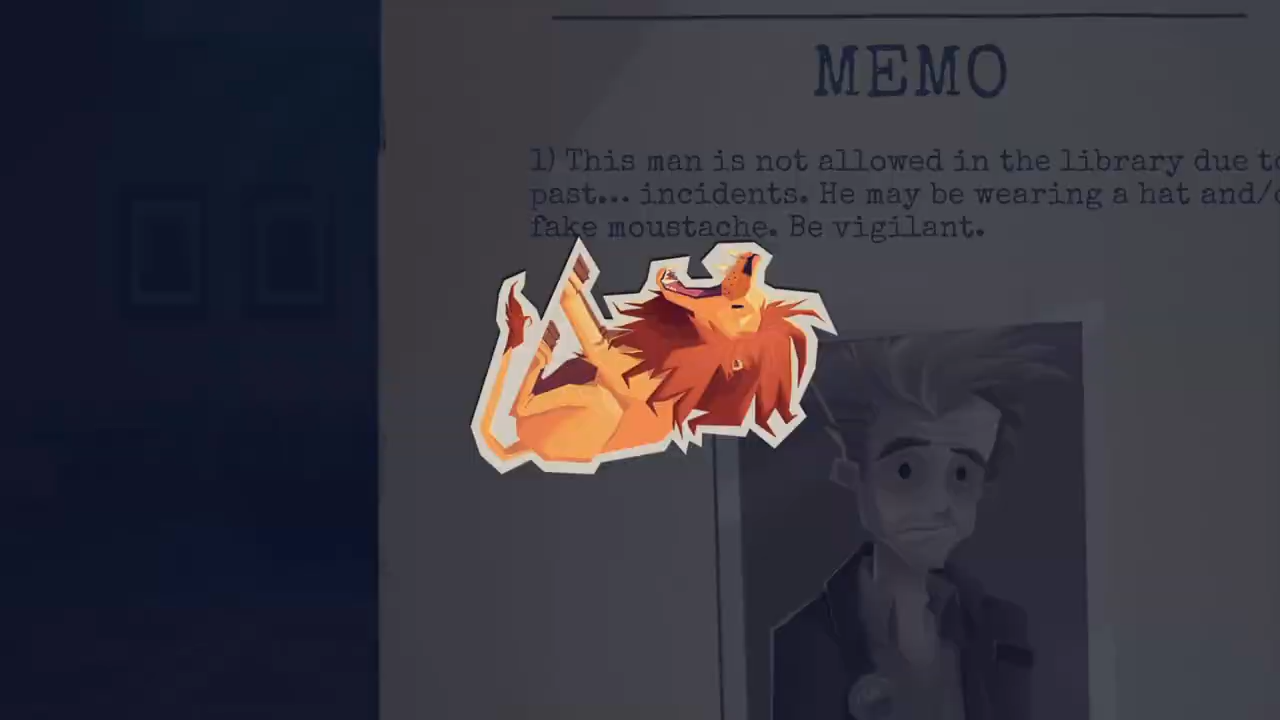 MEMO
1) This man is not allowed in the library due to
past... incidents. He may be wearing a hat and/
fake moustache. Be vigilant.